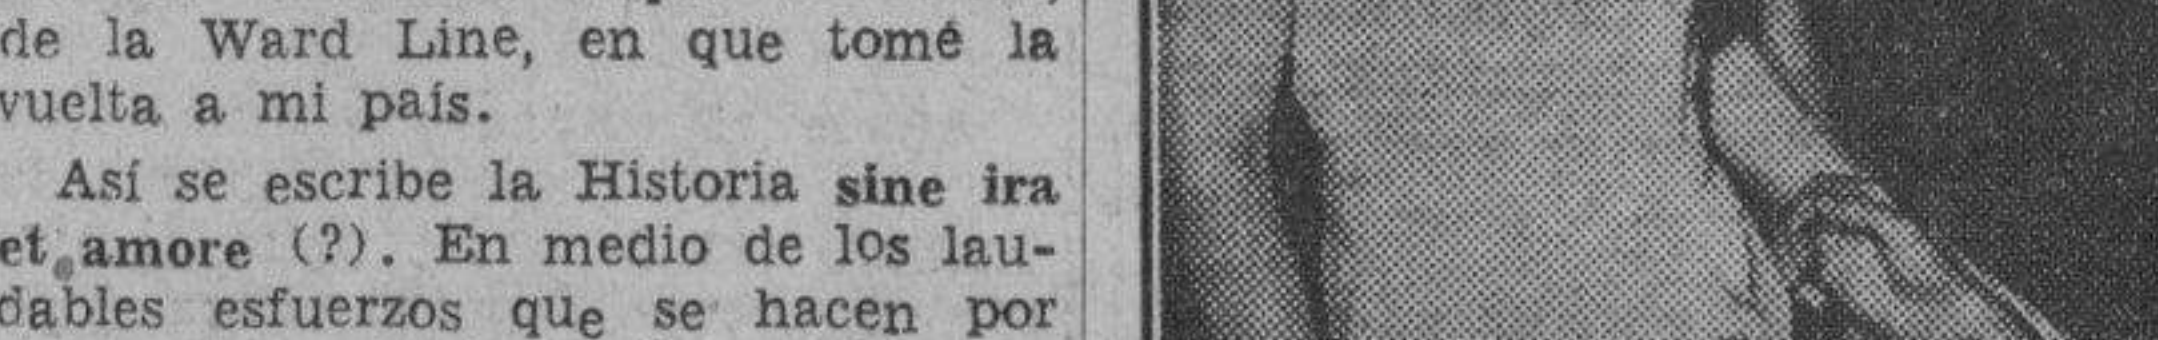 de la Ward Line, en que tomé la
vuelta a mi país.
Así se escribe la Historia sine ira
et amore (?). En medio de los lau-
dables esfuerzos que se hacen por